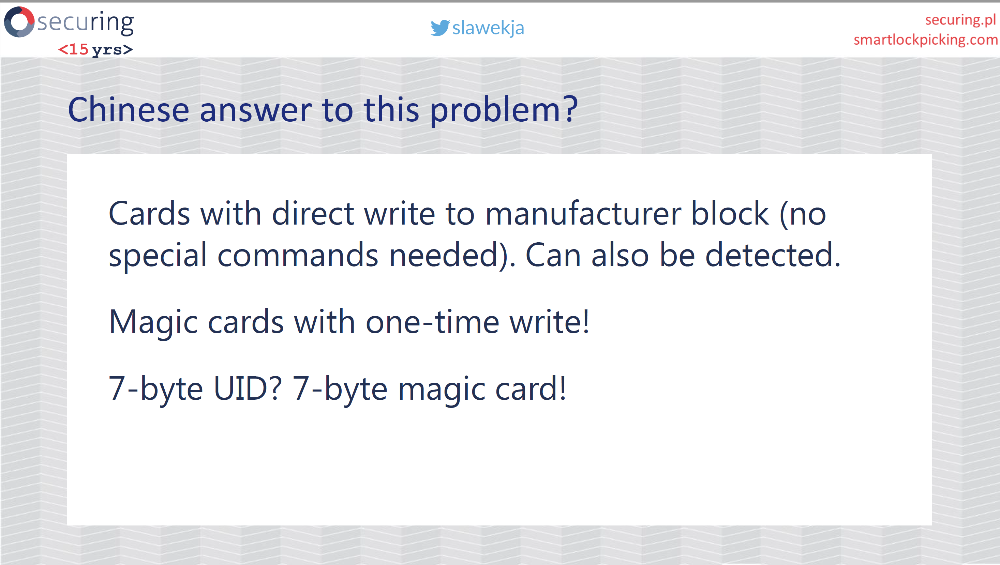 securing
<15 yrs>
slawekja
securing.pl
smartlockpicking.com
Chinese answer to this problem?
Cards with direct write to manufacturer block (no
special commands needed). Can also be detected.
Magic cards with one-time write!
7-byte UID? 7-byte magic card!